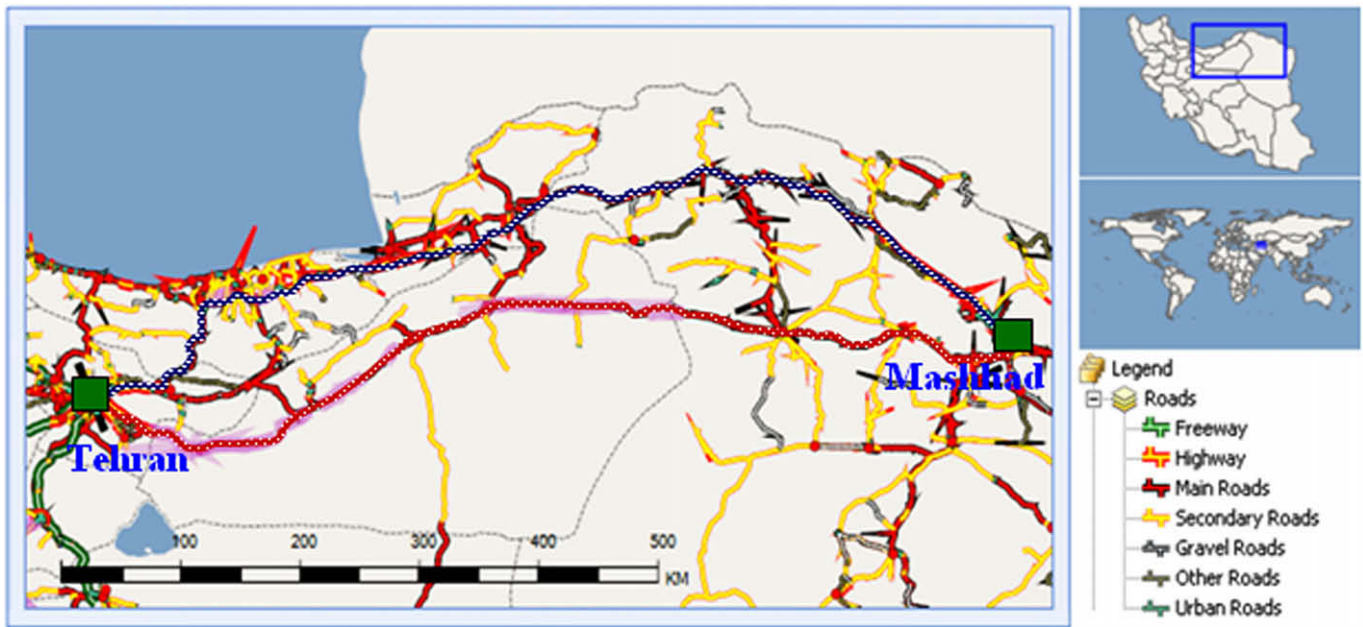 Mashhad
Tehran
100 200 300 400 500
KM
Legend
Roads
Freeway
Highway
Main Roads
Secondary Roads
Gravel Roads
Other Roads
Urban Roads